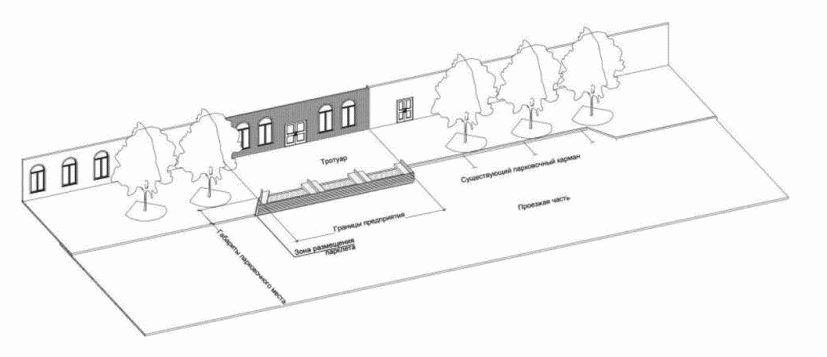 Тротуар
Существующий парковочный карман
Проезжая часть
Границы предприятия
Зона размещения
парклета
Габариты парковочного места